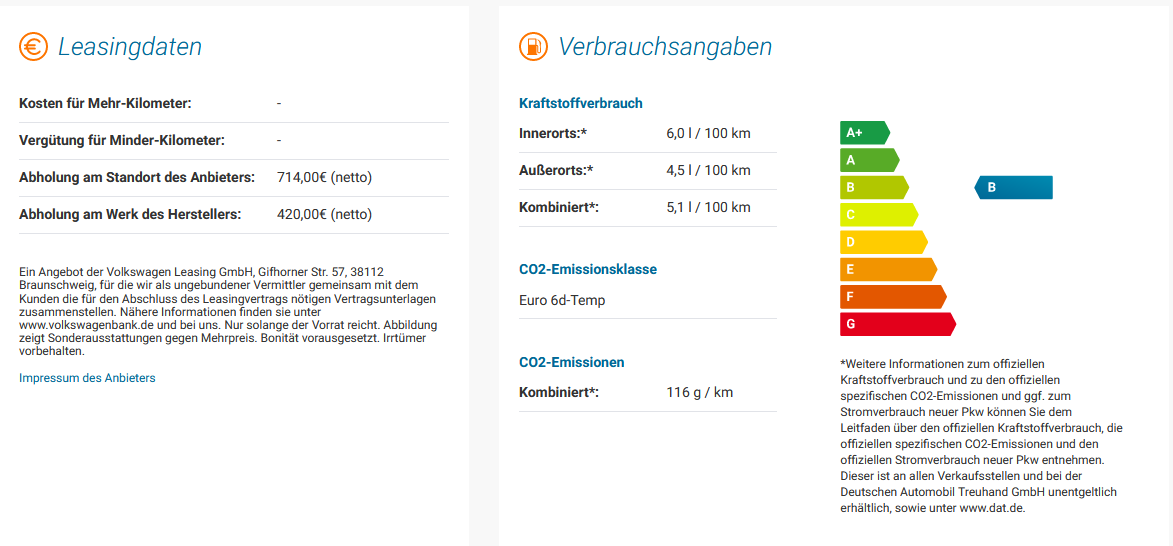 Leasingdaten
Kosten für Mehr-Kilometer: -
Vergütung für Minder-Kilometer: -
Abholung am Standort des Anbieters: 714,00€ (netto)
Abholung am Werk des Herstellers: 420,00€ (netto)
Ein Angebot der Volkswagen Leasing GmbH, Gifhorner Str. 57, 38112
Braunschweig, für die wir als ungebundener Vermittler gemeinsam mit dem
Kunden die für den Abschluss des Leasingvertrags nötigen Vertragsunterlagen
zusammenstellen. Nähere Informationen finden sie unter
www.volkswagenbank.de und bei uns. Nur solange der Vorrat reicht. Abbildung
zeigt Sonderausstattungen gegen Mehrpreis. Bonität vorausgesetzt. Irrtümer
vorbehalten.
Impressum des Anbieters
Verbrauchsangaben
Kraftstoffverbrauch
Innerorts:* 6,0 l / 100 km
Außerorts:* 4,5 l / 100 km
Kombiniert*: 5,1 l / 100 km
CO2-Emissionsklasse
Euro 6d-Temp
CO2-Emissionen
Kombiniert*: 116 g / km
A+
A
B B
C
D
E
F
G
*Weitere Informationen zum offiziellen
Kraftstoffverbrauch und zu den offiziellen
spezifischen CO2-Emissionen und ggf. zum
Stromverbrauch neuer Pkw können Sie dem
Leitfaden über den offiziellen Kraftstoffverbrauch, die
offiziellen spezifischen CO2-Emissionen und den
offiziellen Stromverbrauch neuer Pkw entnehmen.
Dieser ist an allen Verkaufsstellen und bei der
Deutschen Automobil Treuhand GmbH unentgeltlich
erhältlich, sowie unter www.dat.de.